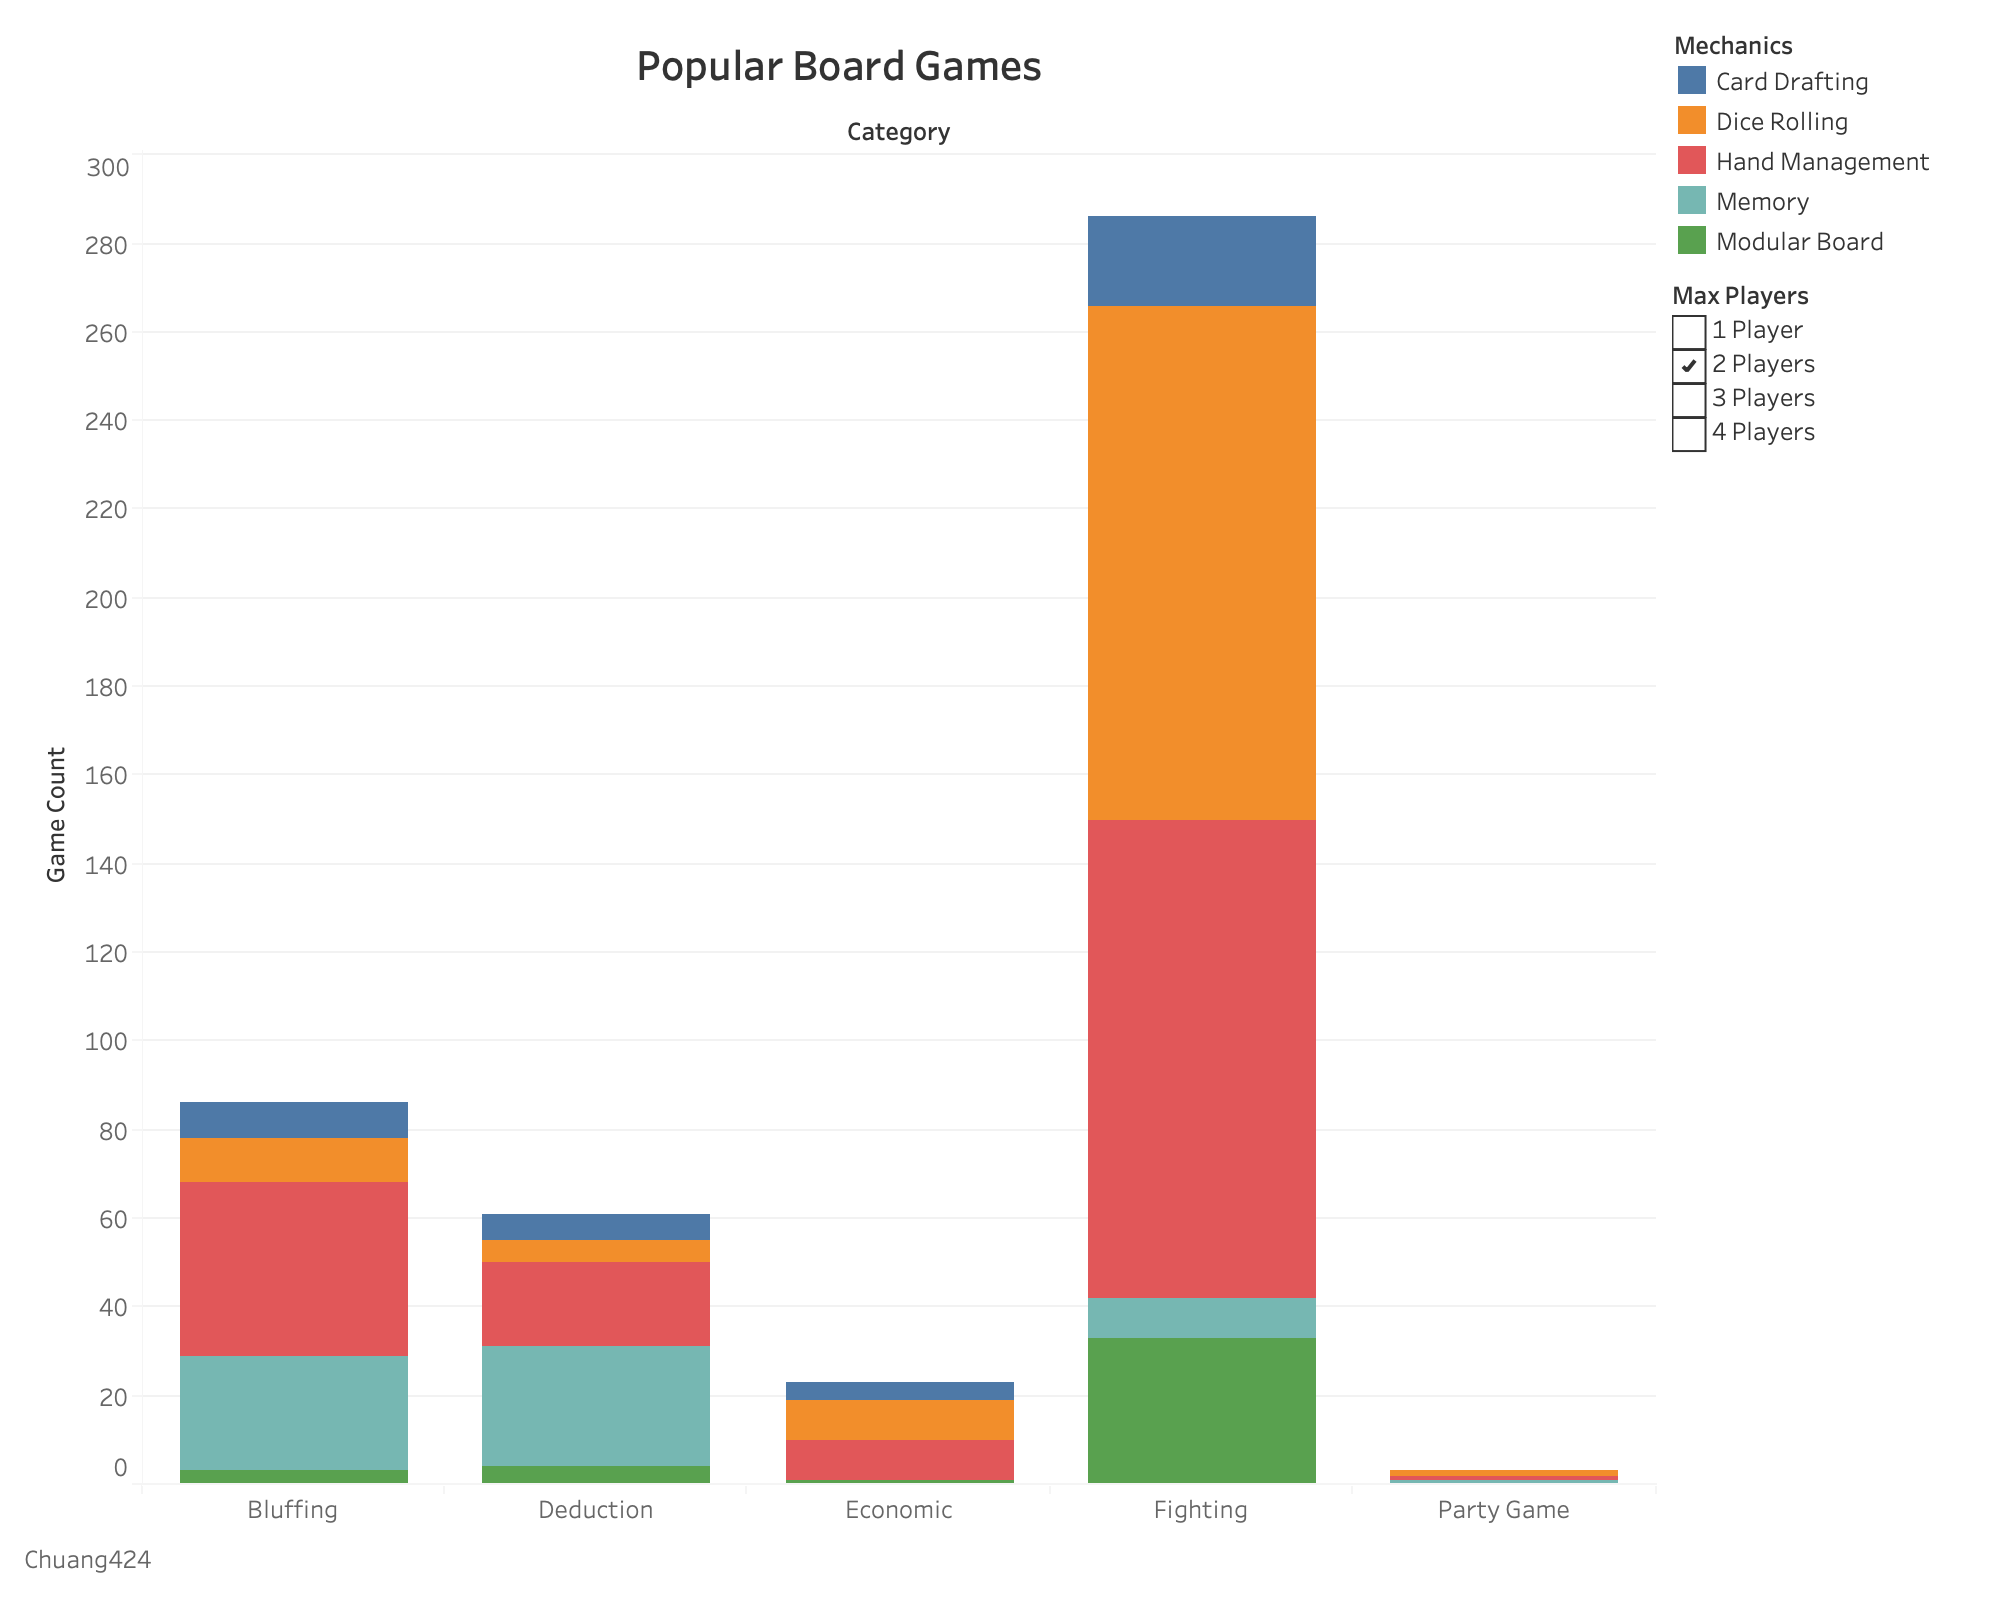 Popular Board Games
Category
Game Count
300
280
260
240
220
200
180
160
140
120
100
80
60
40
20
0
Bluffing
Deduction
Economic
Fighting
Party Game
Mechanics
Card Drafting
Dice Rolling
Hand Management
Memory
Modular Board
Max Players
1 Player
2 Players
3 Players
4 Players
Chuang424